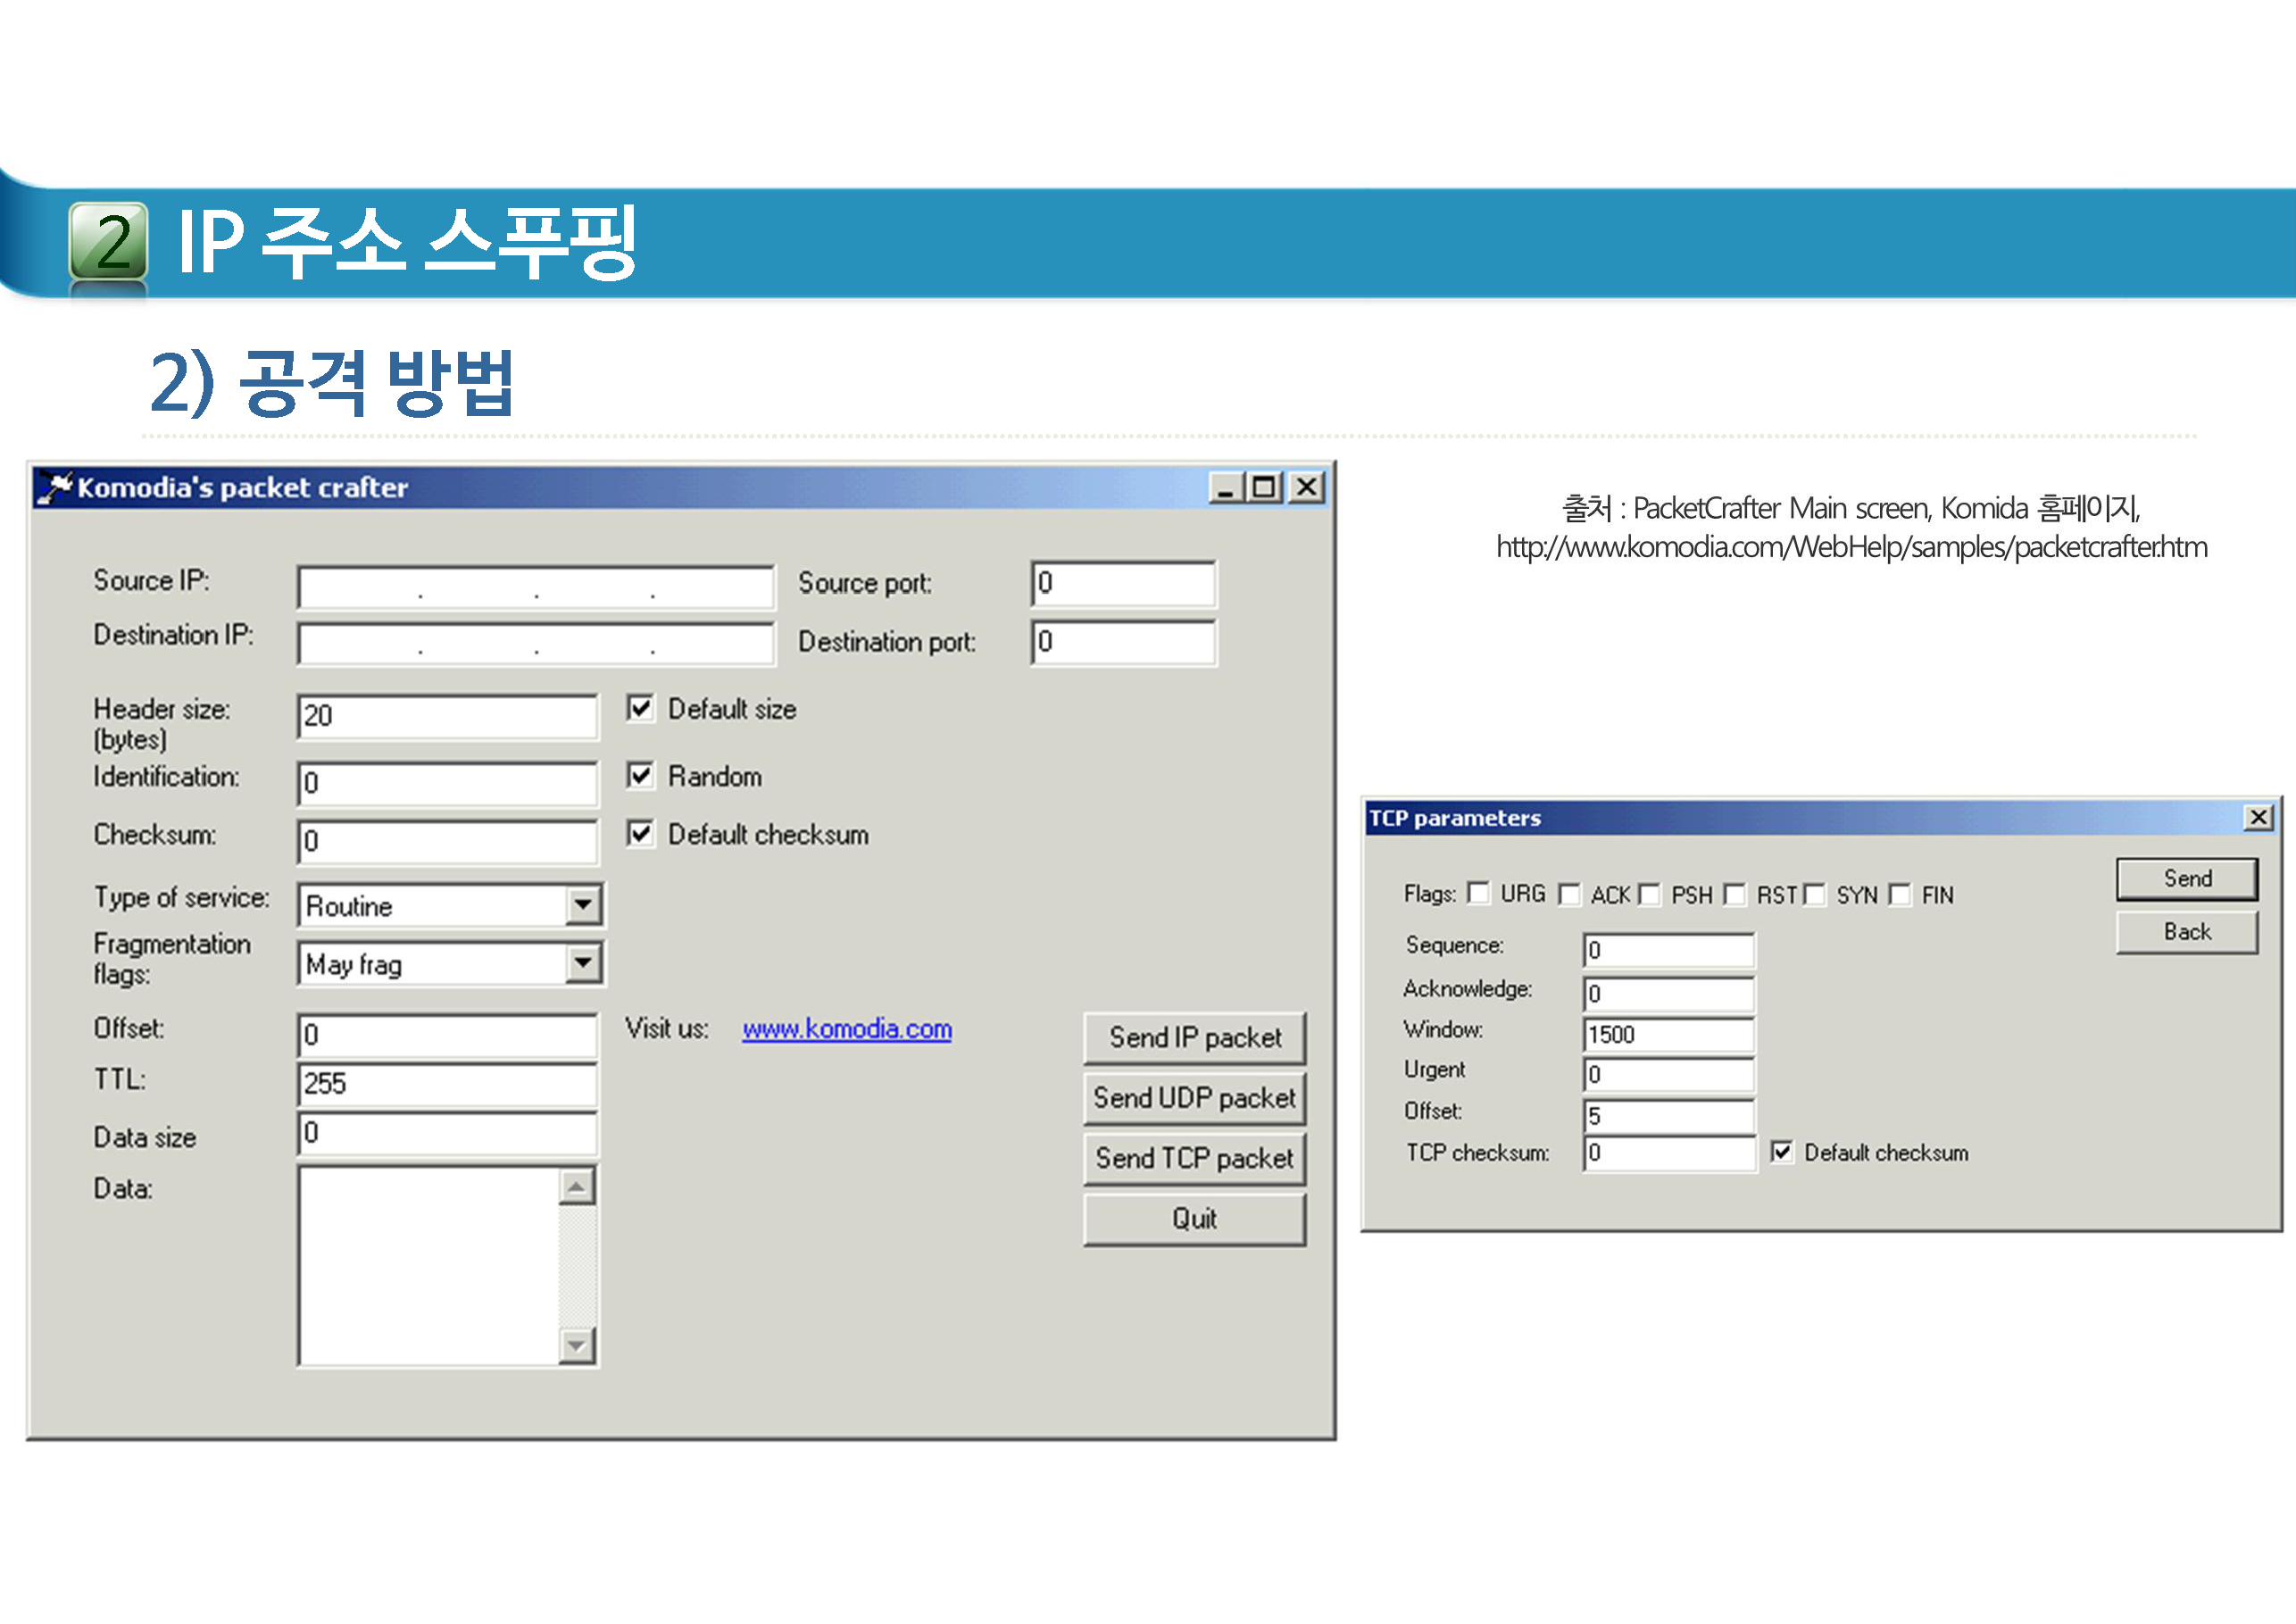 2 IP 주소 스푸핑
2) 공격 방법
Komodia's packet crafter
Source IP: . . . Source port: 0
Destination IP: . . . Destination port: 0
Header size: 20 Default size
(bytes)
Identification: 0 Random
Checksum: 0 Default checksum
Type of service: Routine
Fragmentation
flags: May frag
Offset: 0 Visit us: www.komodia.com
TTL: 255
Data size 0
Data:
Send IP packet
Send UDP packet
Send TCP packet
Quit
출처 : PacketCrafter Main screen, Komida 홈페이지,
http://www.komodia.com/WebHelp/samples/packetcrafter.htm
TCP parameters
Flags: URG ACK PSH RST SYN FIN
Sequence: 0
Acknowledge: 0
Window: 1500
Urgent 0
Offset: 5
TCP checksum: 0 Default checksum
Send
Back